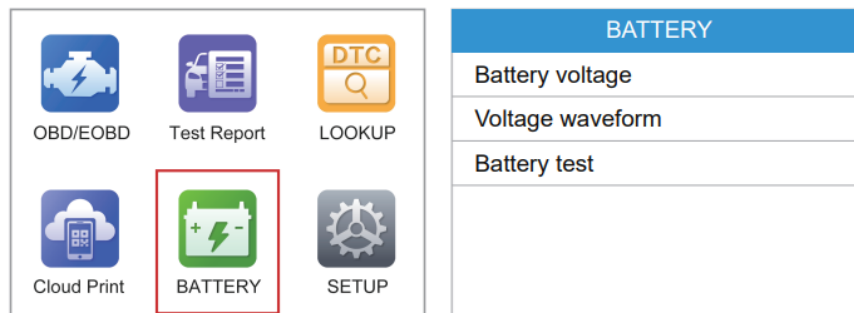 DTC
OBD/EOBD
Test Report
LOOKUP
+ -
Cloud Print
BATTERY
SETUP
BATTERY
Battery voltage
Voltage waveform
Battery test